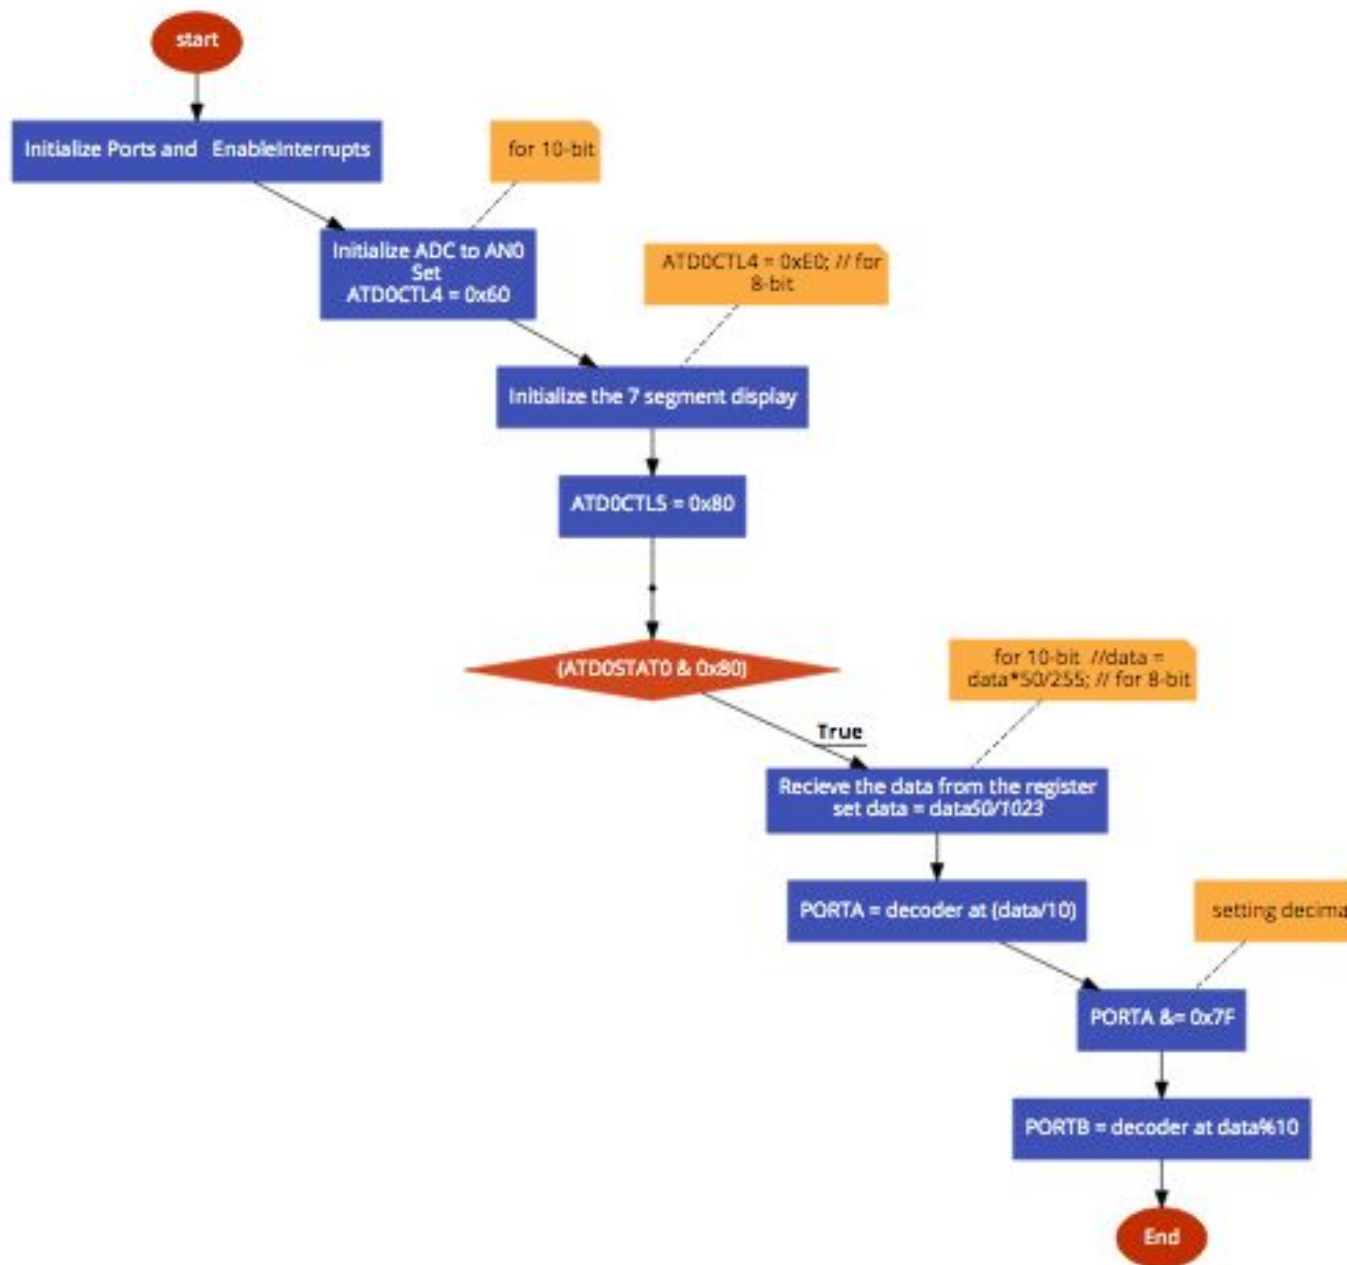 start
Initialize Ports and   EnableInterrupts
for 10-bit
Initialize ADC to AN0
Set
ATD0CTL4 = 0x60
ATD0CTL4 = 0xE0; // for
8-bit
Initialize the 7 segment display
ATD0CTL5 = 0x80
(ATD0STAT0 & 0x80)
for 10-bit  //data =
data*50/255; // for 8-bit
True
Recieve the data from the register
set data = data50/1023
PORTA = decoder at (data/10)
setting decima
PORTA &= 0x7F
PORTB = decoder at data%10
End